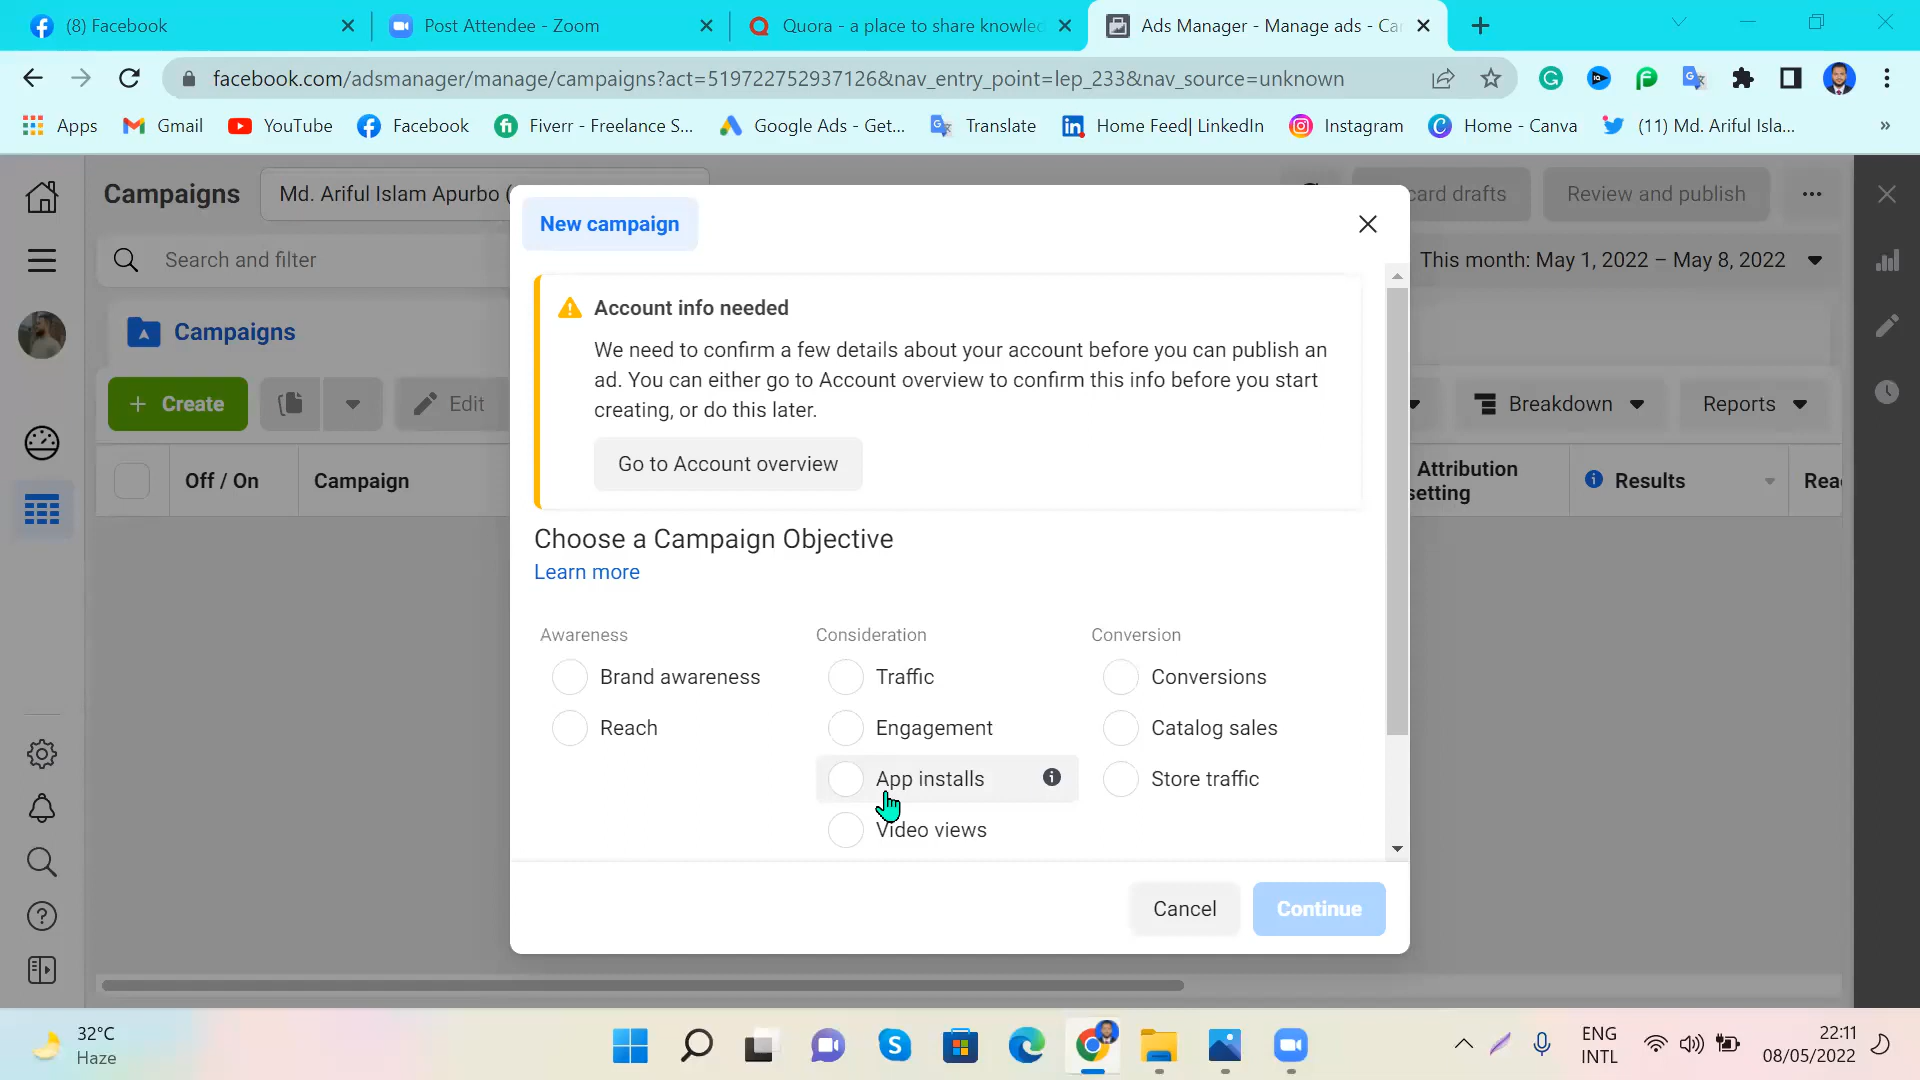 (8) Facebook
Post Attendee - Zoom
Quora - a place to share knowle
Ads Manager - Manage ads - Ca
facebook.com/adsmanager/manage/campaigns?act=519722752937126&nav_entry_point=lep_233&nav_source=unknown
Apps
Gmail
YouTube
Facebook
Fiverr - Freelance S...
Google Ads - Get...
Translate
Home Feed| LinkedIn
Instagram
Home - Canva
(11) Md. Ariful Isla...
Campaigns
Md. Ariful Islam Apurbo (
card drafts
Review and publish
New campaign
Search and filter
This month: May 1, 2022 – May 8, 2022
Account info needed
We need to confirm a few details about your account before you can publish an
ad. You can either go to Account overview to confirm this info before you start
creating, or do this later.
Go to Account overview
Campaigns
+ Create
Edit
Breakdown
Reports
Off / On
Campaign
Attribution
setting
Results
Rea
Choose a Campaign Objective
Learn more
Awareness
Consideration
Conversion
Brand awareness
Traffic
Conversions
Reach
Engagement
Catalog sales
App installs
Store traffic
Video views
Cancel
Continue
32°C
Haze
ENG
INTL
22:11
08/05/2022